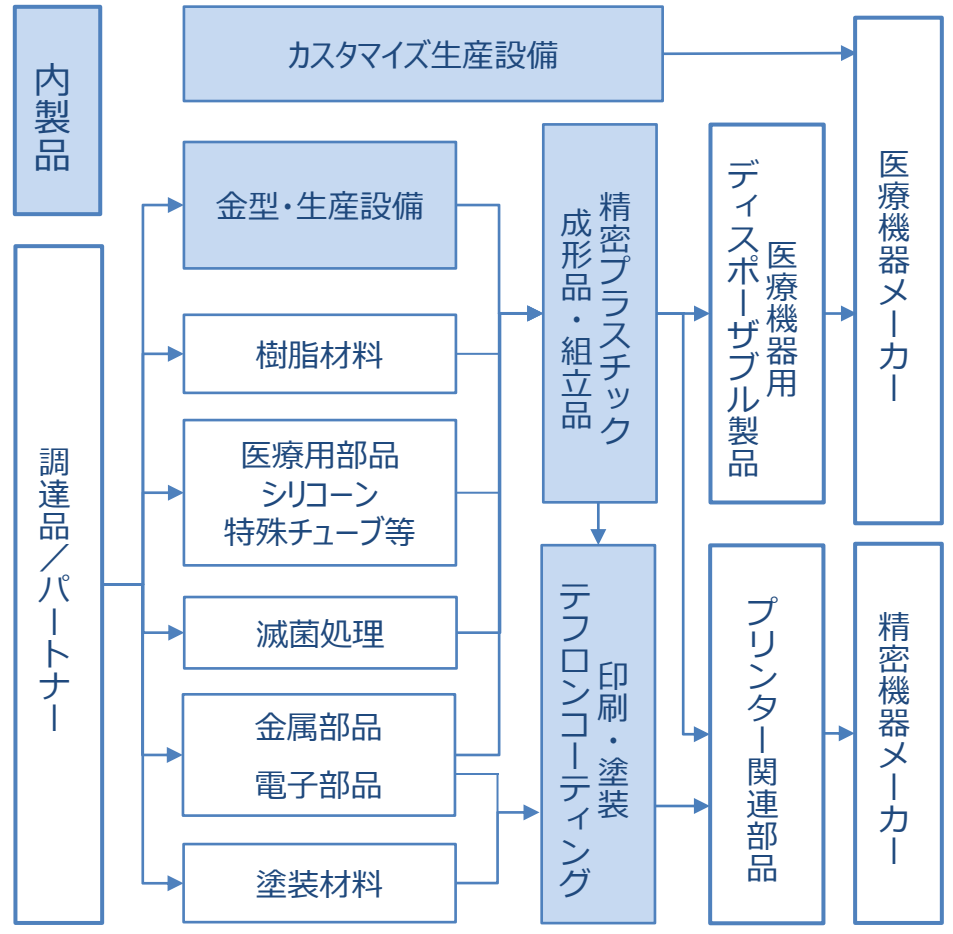 内製品
カスタマイズ生産設備
調達品／パートナー
金型・生産設備
樹脂材料
医療用部品
シリコーン
特殊チューブ等
滅菌処理
金属部品
電子部品
塗装材料
精密プラスチック
成形品・組立品
印刷・塗装
テフロンコーティング
医療機器用
ディスポーザブル製品
プリンター関連部品
医療機器メーカー
精密機器メーカー